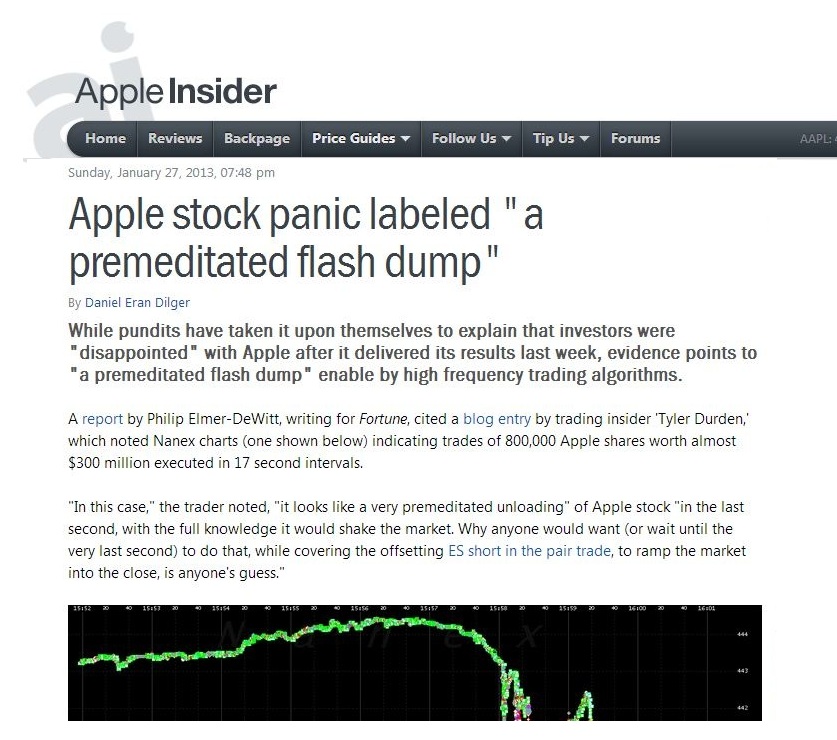 ai
AppleInsider
Home Reviews Backpage Price Guides Follow Us Tip Us Forums AAPL:
Sunday, January 27, 2013, 07:48 pm
Apple stock panic labeled "a
premeditated flash dump"
By Daniel Eran Dilger
While pundits have taken it upon themselves to explain that investors were
"disappointed" with Apple after it delivered its results last week, evidence points to
"a premeditated flash dump" enable by high frequency trading algorithms.
A report by Philip Elmer-DeWitt, writing for Fortune, cited a blog entry by trading insider 'Tyler Durden,'
which noted Nanex charts (one shown below) indicating trades of 800,000 Apple shares worth almost
$300 million executed in 17 second intervals.
"In this case," the trader noted, "it looks like a very premeditated unloading" of Apple stock "in the last
second, with the full knowledge it would shake the market. Why anyone would want (or wait until the
very last second) to do that, while covering the offsetting ES short in the pair trade, to ramp the market
into the close, is anyone's guess."
15:52 20 40 15:53 20 40 15:54 20 40 15:55 20 40 15:56 20 40 15:57 20 40 15:58 20 40 15:59 20 40 16:00 20 40 16:01
Nanex
444
443
442